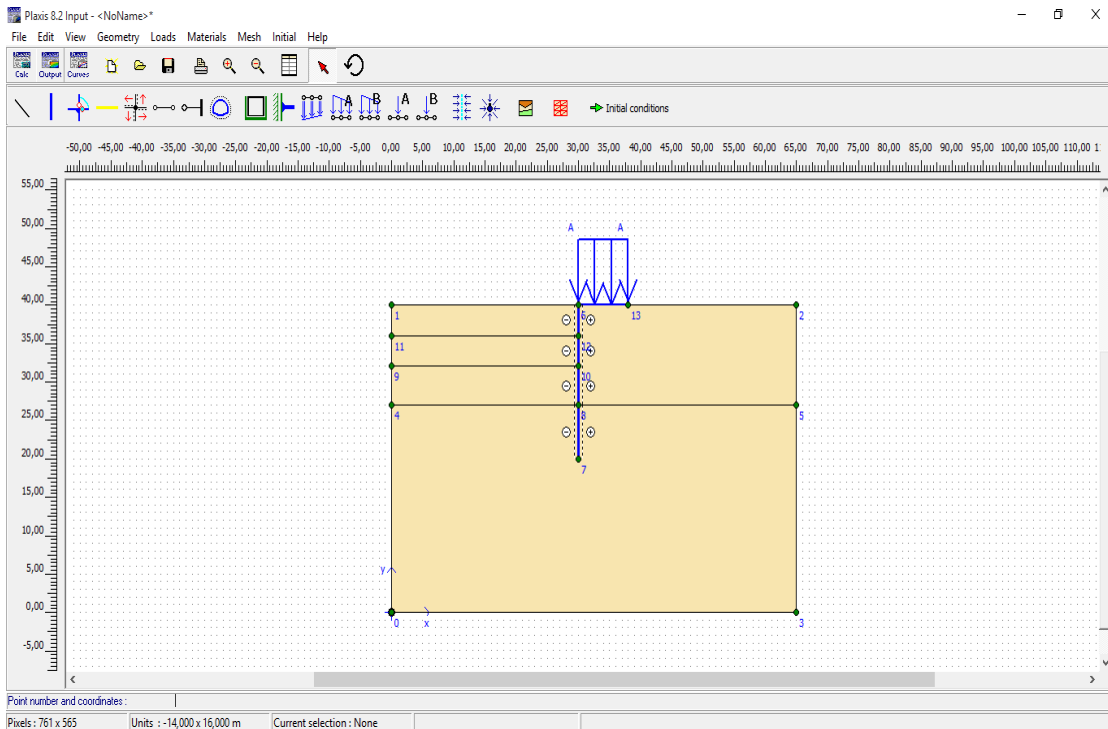 Plaxis 8.2 Input - <NoName>*
File Edit View Geometry Loads Materials Mesh Initial Help
Calc Output Curves
A B A B Initial conditions
-50,00 -45,00 -40,00 -35,00 -30,00 -25,00 -20,00 -15,00 -10,00 -5,00 0,00 5,00 10,00 15,00 20,00 25,00 30,00 35,00 40,00 45,00 50,00 55,00 60,00 65,00 70,00 75,00 80,00 85,00 90,00 95,00 100,00 105,00 110,00
55,00
50,00
45,00
40,00
35,00
30,00
25,00
20,00
15,00
10,00
5,00
0,00
-5,00
A A
1 6 13 2
11 12
9 10
4 8 5
7
y
0 x 3
Point number and coordinates :
Pixels : 761 x 565 Units : -14,000 x 16,000 m Current selection : None